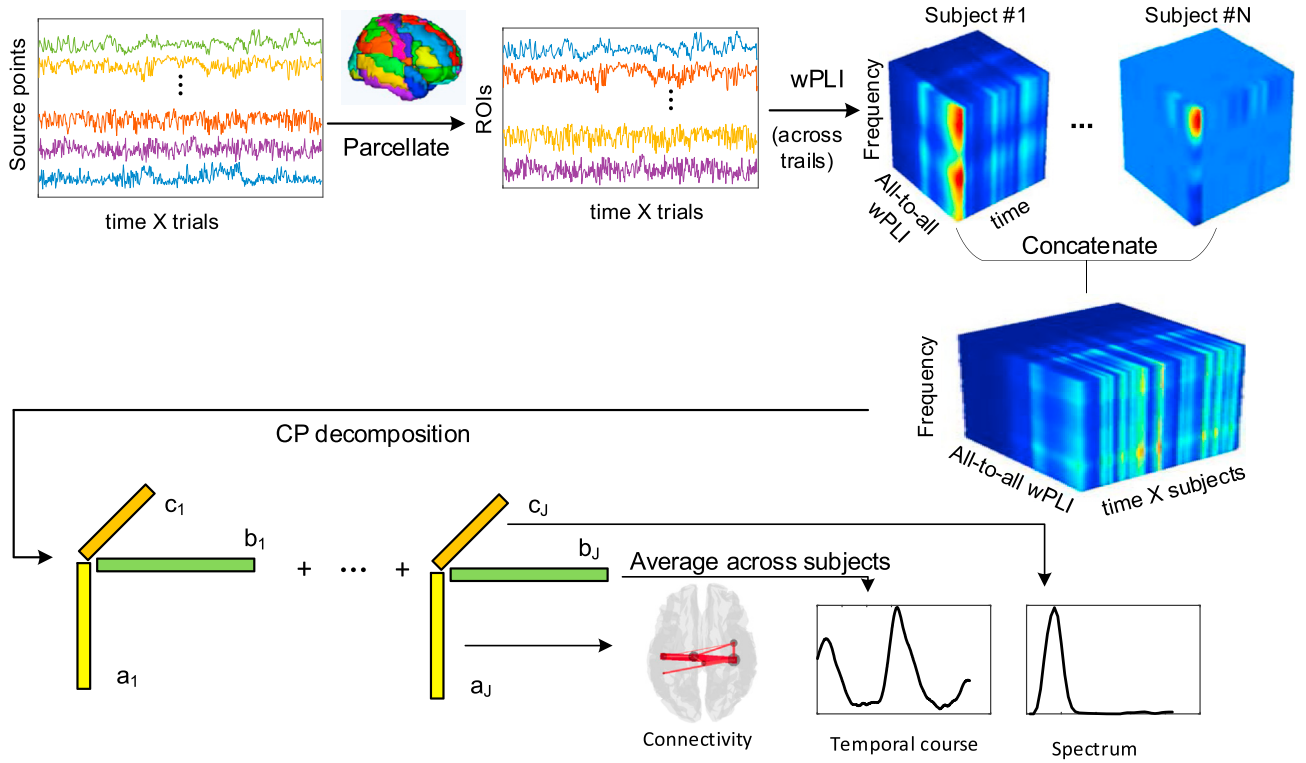 Subject #1
Subject #N
Source points
time X trials
Parcellate
ROIs
time X trials
wPLI
(across
trails)
Frequency
All-to-all
wPLI
time
...
Concatenate
Frequency
All-to-all wPLI
time X subjects
CP decomposition
c1
b1
a1
+ ... +
cJ
bJ
aJ
Average across subjects
Connectivity
Temporal course
Spectrum